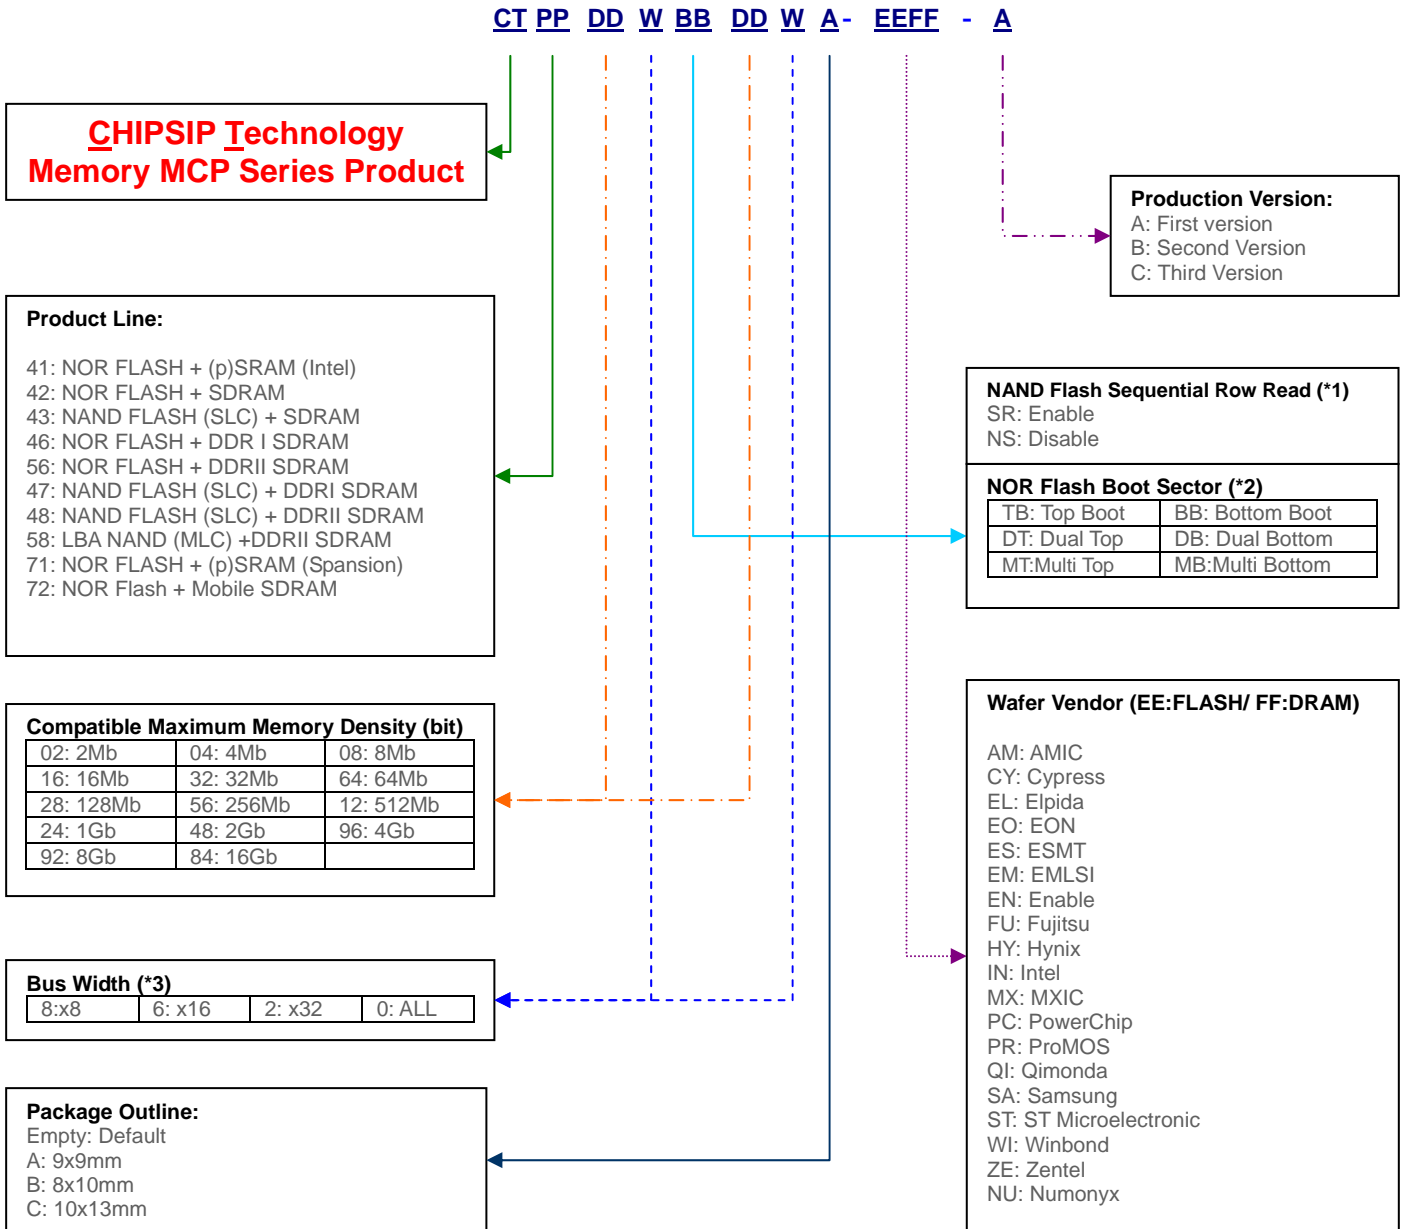 CT PP DD W BB DD W A - EEFF - A
CHIPSIP Technology
Memory MCP Series Product
Production Version:
A: First version
B: Second Version
C: Third Version
Product Line:
41: NOR FLASH + (p)SRAM (Intel)
42: NOR FLASH + SDRAM
43: NAND FLASH (SLC) + SDRAM
46: NOR FLASH + DDR I SDRAM
56: NOR FLASH + DDRII SDRAM
47: NAND FLASH (SLC) + DDRI SDRAM
48: NAND FLASH (SLC) + DDRII SDRAM
58: LBA NAND (MLC) +DDRII SDRAM
71: NOR FLASH + (p)SRAM (Spansion)
72: NOR Flash + Mobile SDRAM
NAND Flash Sequential Row Read (*1)
SR: Enable
NS: Disable
NOR Flash Boot Sector (*2)
TB: Top Boot BB: Bottom Boot
DT: Dual Top DB: Dual Bottom
MT:Multi Top MB:Multi Bottom
Compatible Maximum Memory Density (bit)
02: 2Mb 04: 4Mb 08: 8Mb
16: 16Mb 32: 32Mb 64: 64Mb
28: 128Mb 56: 256Mb 12: 512Mb
24: 1Gb 48: 2Gb 96: 4Gb
92: 8Gb 84: 16Gb
Wafer Vendor (EE:FLASH/ FF:DRAM)
AM: AMIC
CY: Cypress
EL: Elpida
EO: EON
ES: ESMT
EM: EMLSI
EN: Enable
FU: Fujitsu
HY: Hynix
IN: Intel
MX: MXIC
PC: PowerChip
PR: ProMOS
QI: Qimonda
SA: Samsung
ST: ST Microelectronic
WI: Winbond
ZE: Zentel
NU: Numonyx
Bus Width (*3)
8:x8 6: x16 2: x32 0: ALL
Package Outline:
Empty: Default
A: 9x9mm
B: 8x10mm
C: 10x13mm